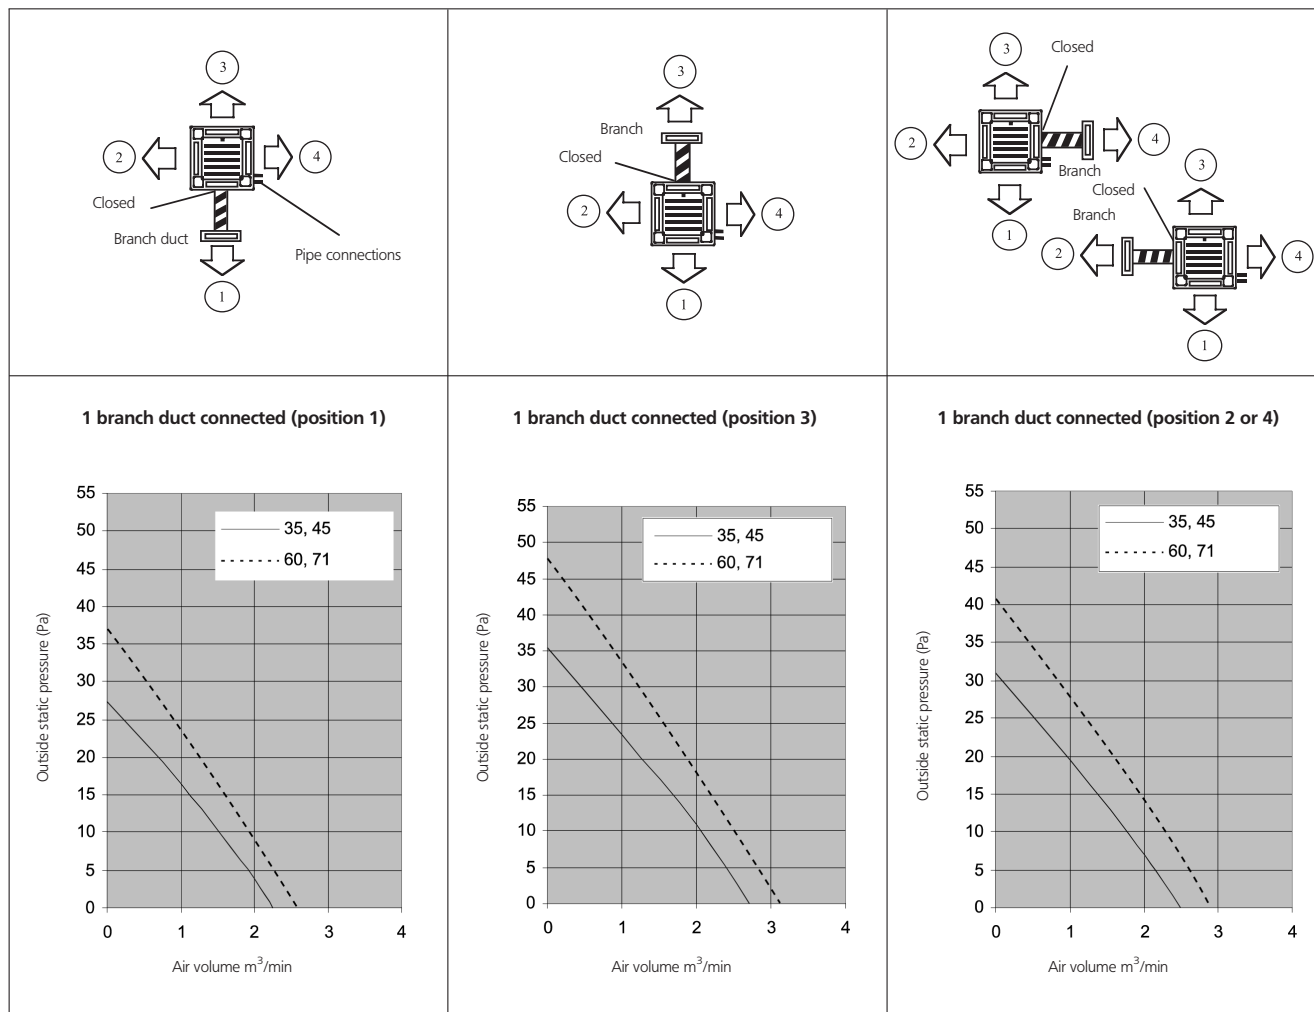 3
2
4
Closed
Branch duct
Pipe connections
1
3
Branch
Closed
2
4
1
Closed
3
2
4
Branch
1
3
Closed
Branch
2
4
1
1 branch duct connected (position 1)
55
50
45
40
35
30
25
20
15
10
5
0
35, 45
60, 71
Outside static pressure (Pa)
0 1 2 3 4
Air volume m³/min
1 branch duct connected (position 3)
55
50
45
40
35
30
25
20
15
10
5
0
35, 45
60, 71
Outside static pressure (Pa)
0 1 2 3 4
Air volume m³/min
1 branch duct connected (position 2 or 4)
55
50
45
40
35
30
25
20
15
10
5
0
35, 45
60, 71
Outside static pressure (Pa)
0 1 2 3 4
Air volume m³/min